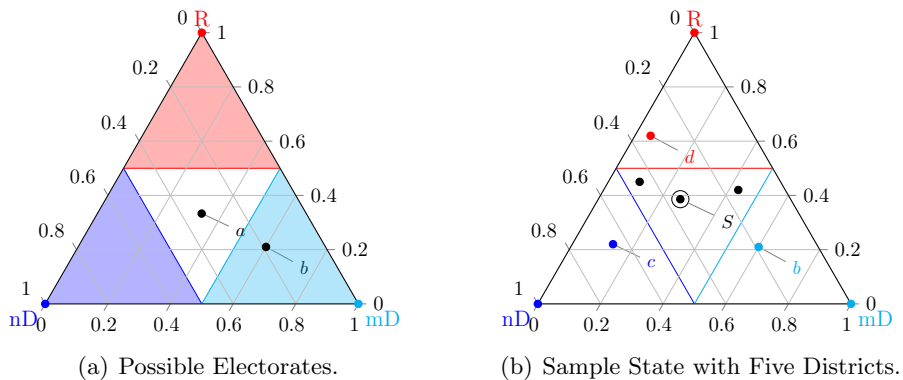 0 R 1
0.2 0.8
0.4 0.6
0.6 0.4
a
0.8 b 0.2
1 0
nD 0 0.2 0.4 0.6 0.8 1 mD
(a) Possible Electorates.
0 R 1
0.2 0.8
0.4 d 0.6
0.6 0.4
S
0.8 c b 0.2
1 0
nD 0 0.2 0.4 0.6 0.8 1 mD
(b) Sample State with Five Districts.